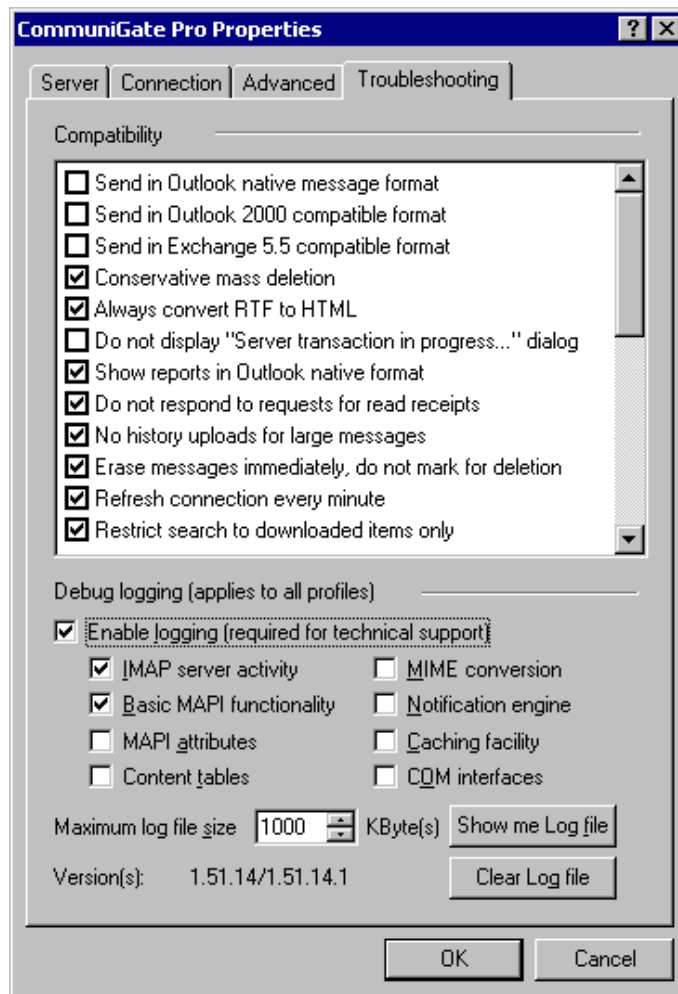 CommuniGate Pro Properties
Server Connection Advanced Troubleshooting
Compatibility
Send in Outlook native message format
Send in Outlook 2000 compatible format
Send in Exchange 5.5 compatible format
Conservative mass deletion
Always convert RTF to HTML
Do not display "Server transaction in progress..." dialog
Show reports in Outlook native format
Do not respond to requests for read receipts
No history uploads for large messages
Erase messages immediately, do not mark for deletion
Refresh connection every minute
Restrict search to downloaded items only
Debug logging (applies to all profiles)
Enable logging (required for technical support)
IMAP server activity MIME conversion
Basic MAPI functionality Notification engine
MAPI attributes Caching facility
Content tables COM interfaces
Maximum log file size 1000 KByte(s) Show me Log file
Version(s): 1.51.14/1.51.14.1 Clear Log file
OK Cancel